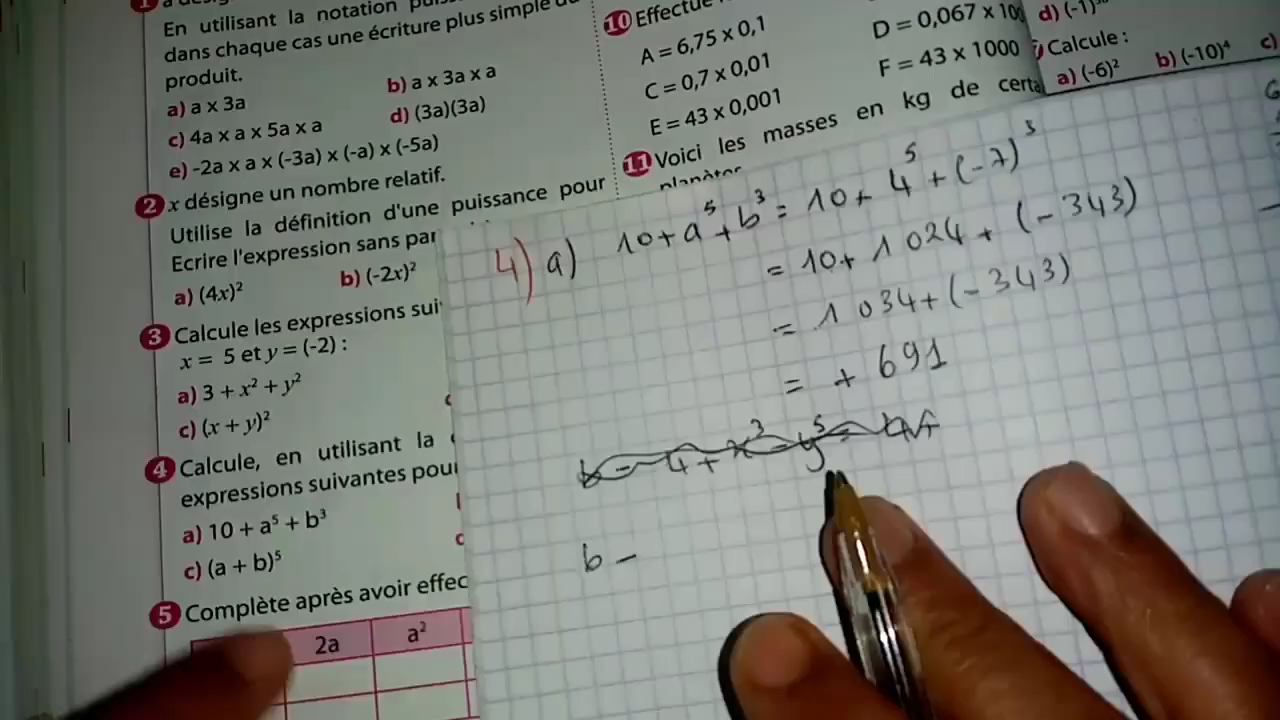 1 a
En utilisant la notation
dans chaque cas une écriture plus simple
produit.
a) a x 3a
b) a x 3a x a
c) 4a x a x 5a x a
d) (3a)(3a)
e) -2a x a x (-3a) x (-a) x (-5a)
2 x désigne un nombre relatif.
Utilise la définition d'une puissance pour
Ecrire l'expression sans par
a) (4x)²
b) (-2x)²
3 Calcule les expressions
x = 5 et y = (-2) :
a) 3 + x² + y²
c) (x + y)²
4 Calcule, en utilisant la
expressions suivantes pour
a) 10 + a⁵ + b³
c) (a + b)⁵
5 Complète après avoir effec
2a a²
10 Effectue
A = 6,75 x 0,1
D = 0,067 x 100
C = 0,7 x 0,01
F = 43 x 1000
E = 43 x 0,001
11 Voici les masses en kg de certa
d) (-1)
Calcule :
a) (-6)²
b) (-10)⁴
c)
4) a) 10 + a⁵ + b³ = 10 + 4⁵ + (-7)³
= 10 + 1 024 + (- 343)
= 1 034 + (- 343)
= + 691
b - 4 + x³ - y⁵ =
b -